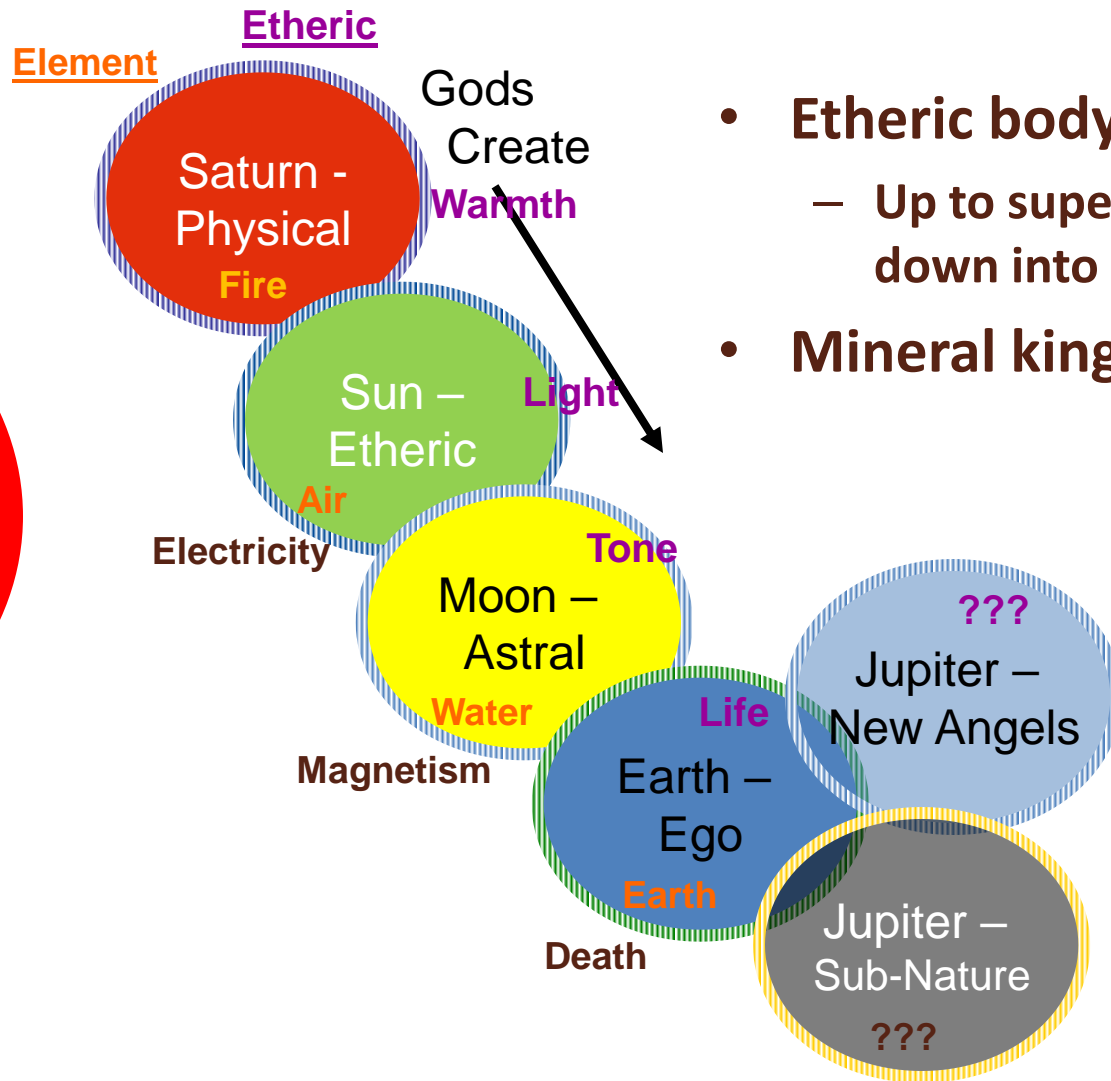 Etheric
Element
Gods
Create
Saturn -
Physical
Warmth
Fire
Sun –
Etheric
Light
Air
Electricity
Tone
Moon –
Astral
Water
Magnetism
Life
Earth –
Ego
Earth
Death
???
Jupiter –
New Angels
Jupiter –
Sub-Nature
???
• Etheric body
– Up to supe
down into
• Mineral king